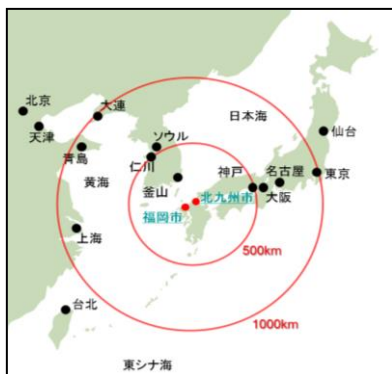 北京
大連
日本海
天津
ソウル
仙台
青島
仁川
神戸
名古屋
東京
黄海
釜山
北九州市
大阪
福岡市
上海
500km
台北
1000km
東シナ海